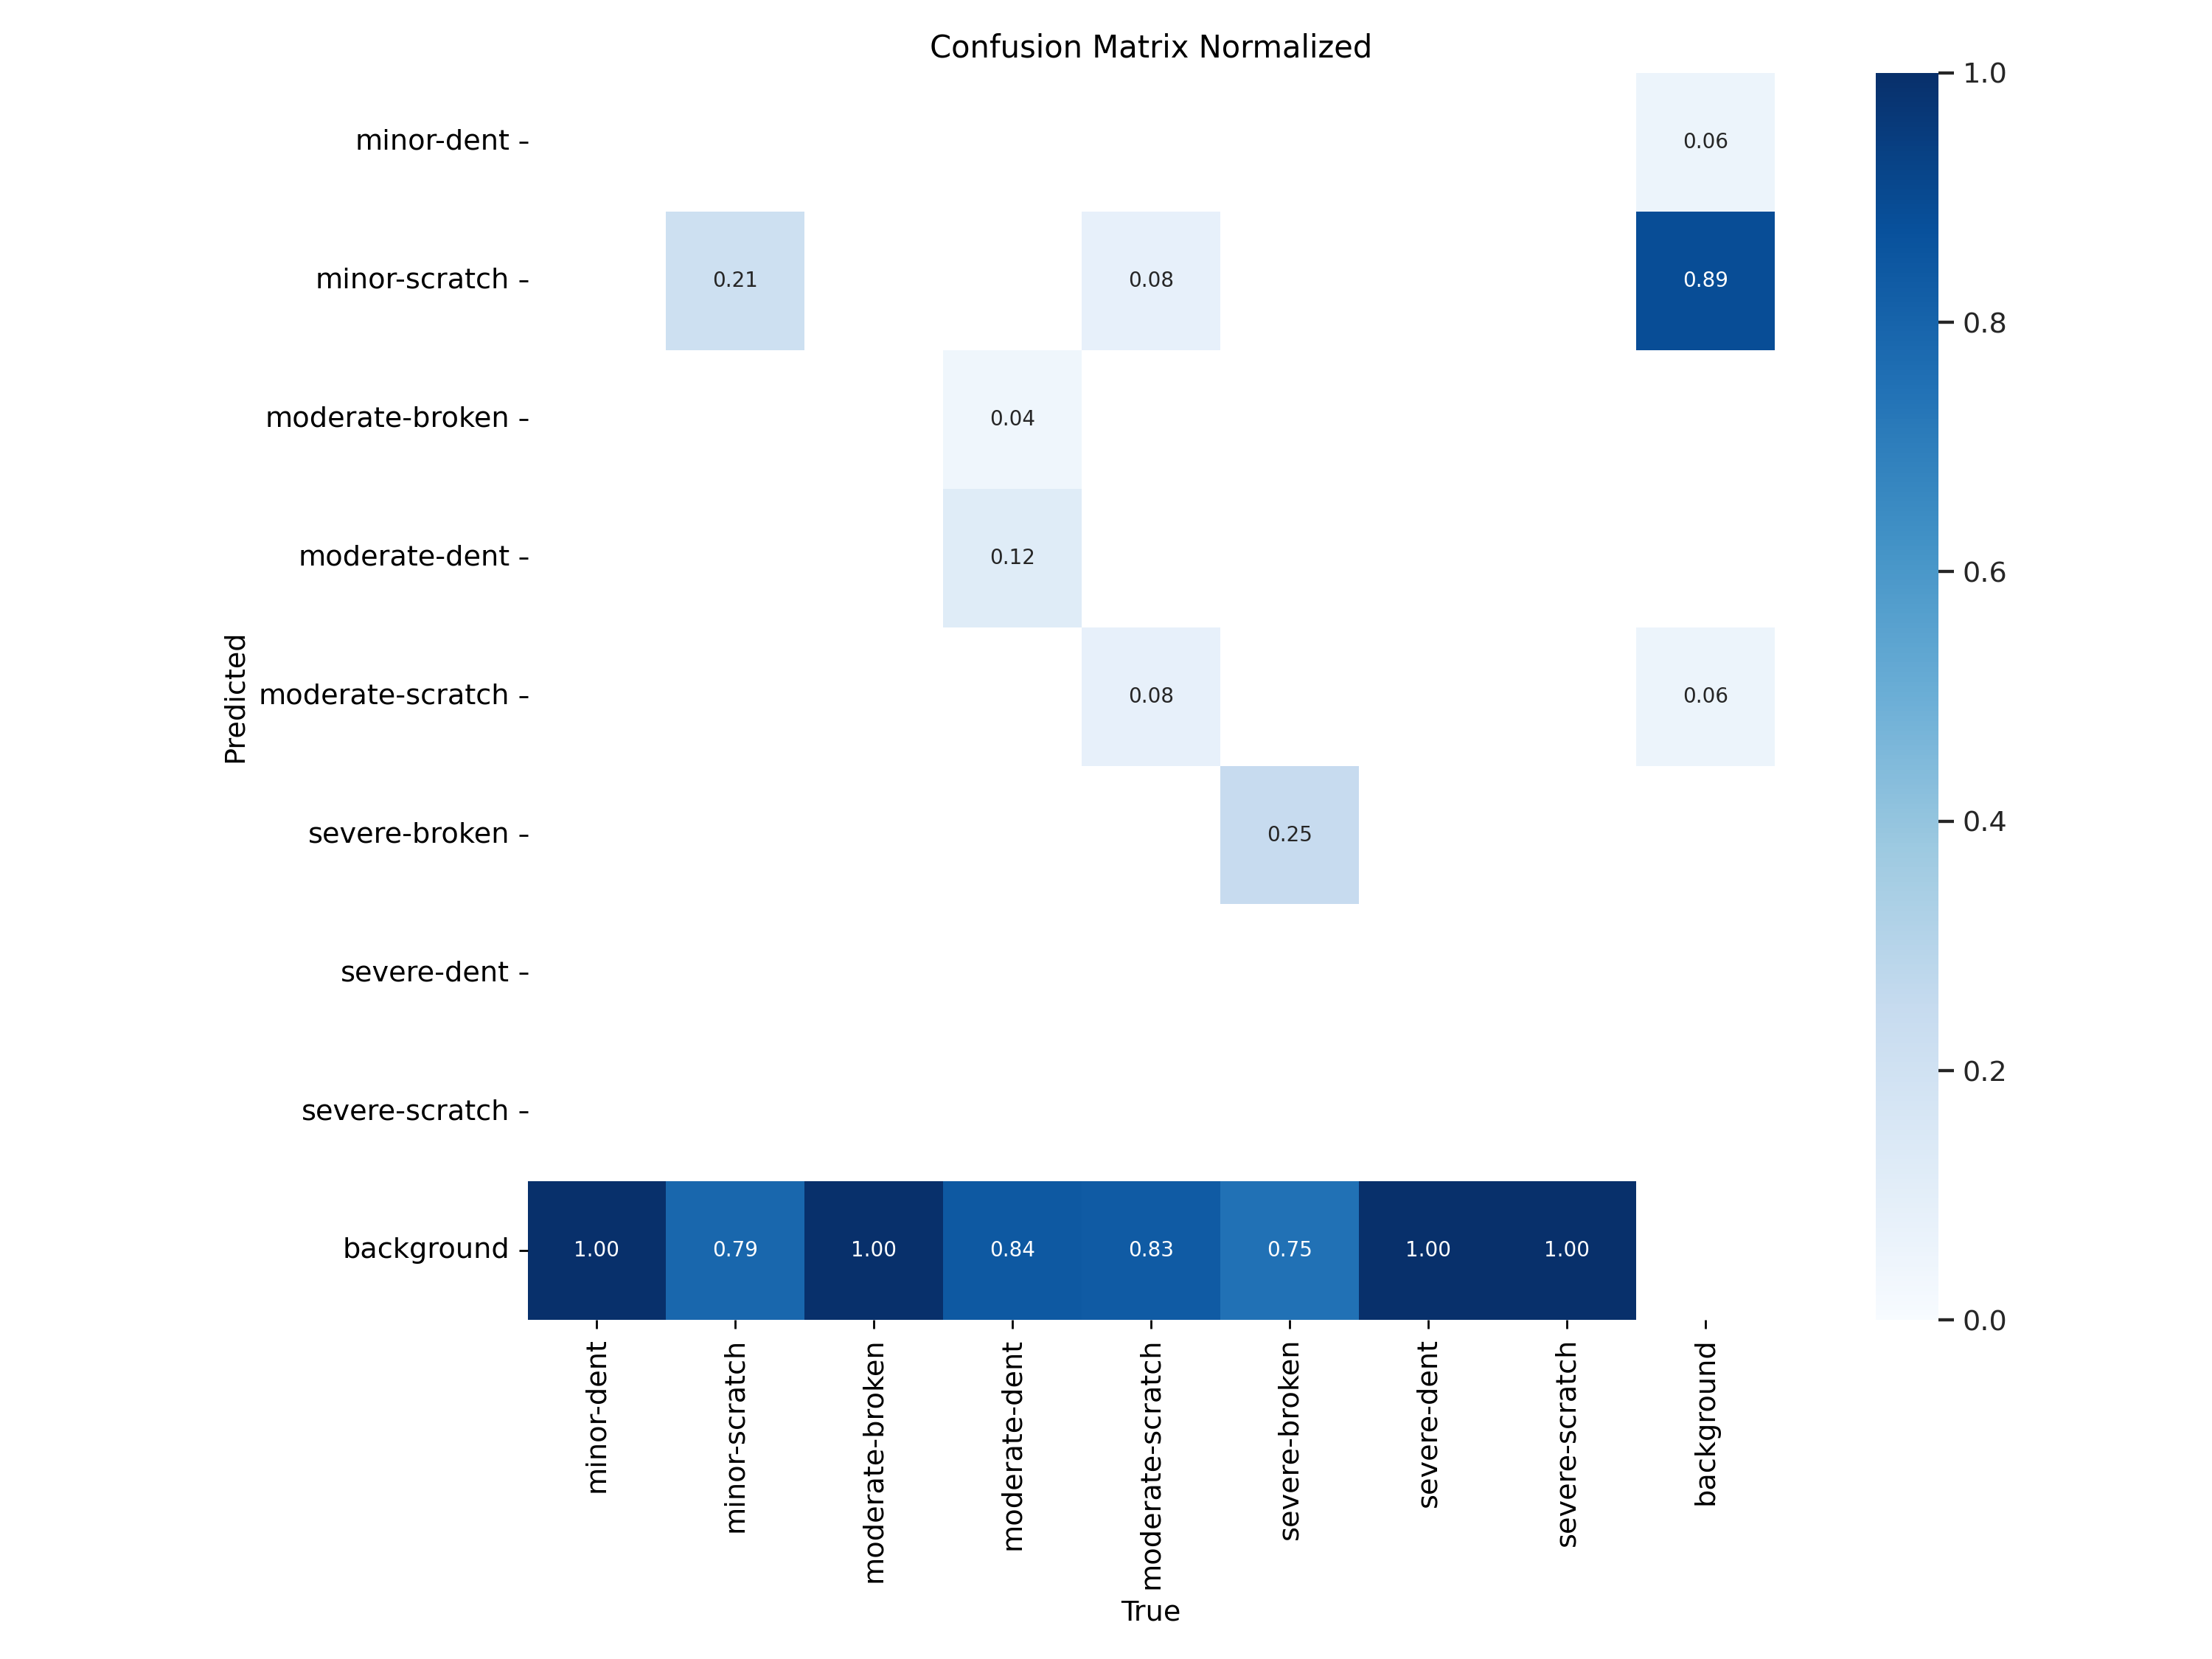 Confusion Matrix Normalized
minor-dent
0.06
minor-scratch
0.21
0.08
0.89
moderate-broken
0.04
moderate-dent
0.12
moderate-scratch
0.08
0.06
severe-broken
0.25
severe-dent
severe-scratch
background
1.00
0.79
1.00
0.84
0.83
0.75
1.00
1.00
Predicted
minor-dent
minor-scratch
moderate-broken
moderate-dent
moderate-scratch
severe-broken
severe-dent
severe-scratch
background
True
1.0
0.8
0.6
0.4
0.2
0.0